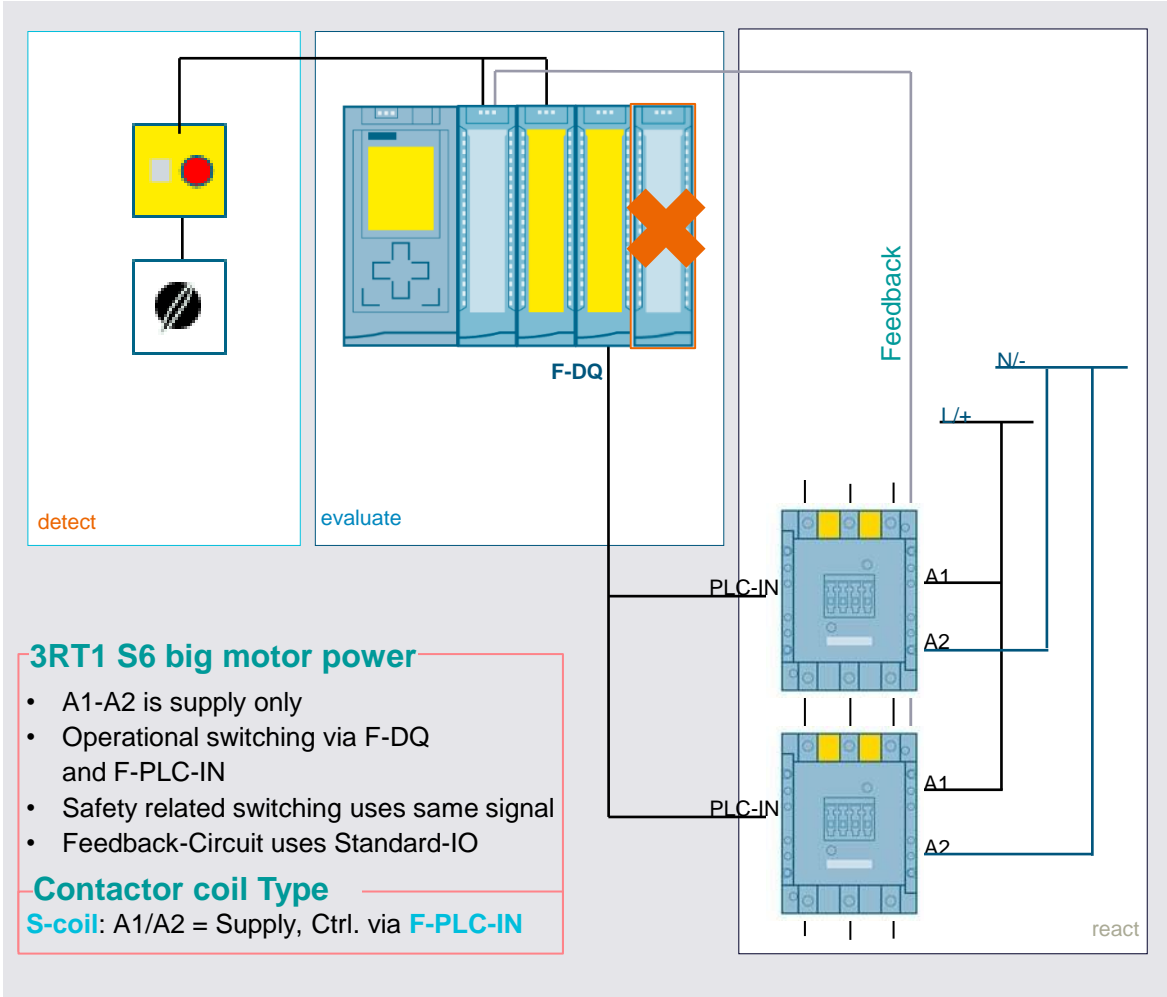 detect
evaluate
F-DQ
Feedback
N/-
L/+
PLC-IN
A1
A2
PLC-IN
A1
A2
react
3RT1 S6 big motor power
• A1-A2 is supply only
• Operational switching via F-DQ
and F-PLC-IN
• Safety related switching uses same signal
• Feedback-Circuit uses Standard-IO
Contactor coil Type
S-coil: A1/A2 = Supply, Ctrl. via F-PLC-IN